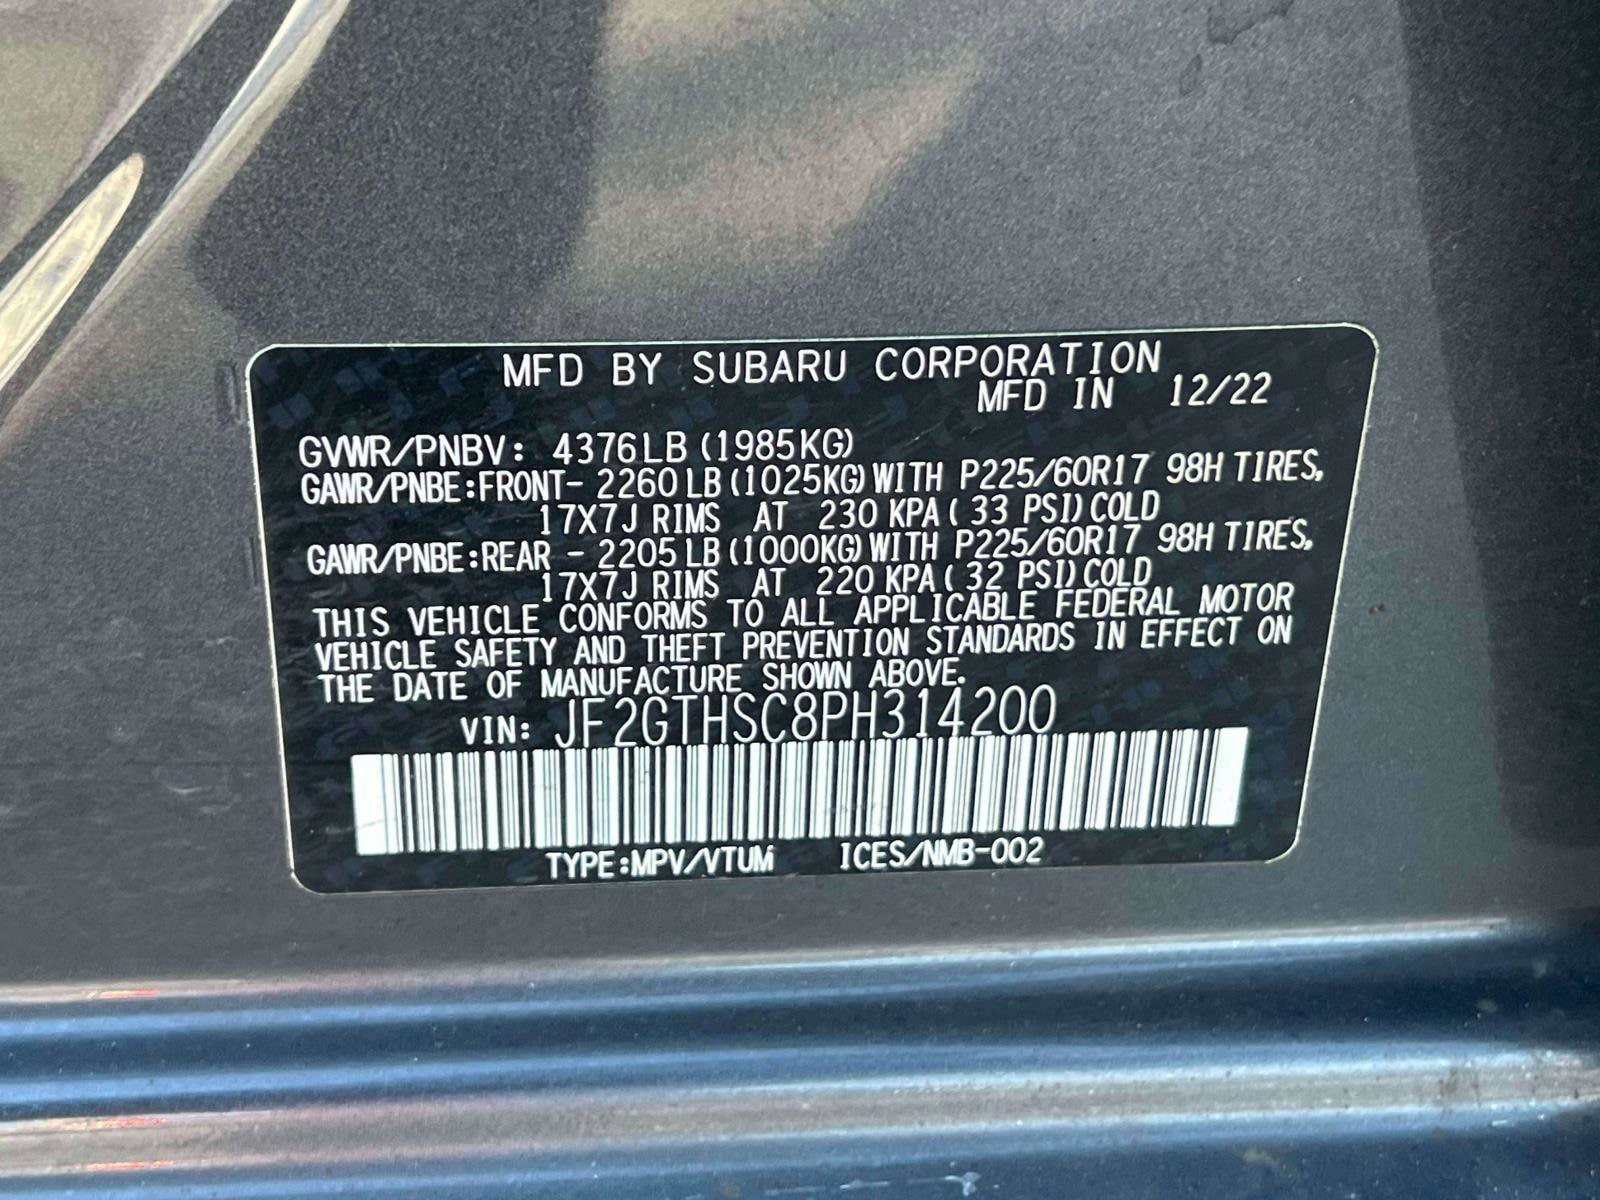 MFD BY SUBARU CORPORATION
MFD IN 12/22
GVWR/PNBV: 4376LB (1985KG)
GAWR/PNBE:FRONT- 2260LB (1025KG) WITH P225/60R17 98H TIRES,
17X7J RIMS AT 230 KPA ( 33 PSI) COLD
GAWR/PNBE:REAR - 2205LB (1000KG) WITH P225/60R17 98H TIRES,
17X7J RIMS AT 220 KPA ( 32 PSI) COLD
THIS VEHICLE CONFORMS TO ALL APPLICABLE FEDERAL MOTOR
VEHICLE SAFETY AND THEFT PREVENTION STANDARDS IN EFFECT ON
THE DATE OF MANUFACTURE SHOWN ABOVE.
VIN: JF2GTHSC8PH314200
TYPE:MPV/VTUM ICES/NMB-002